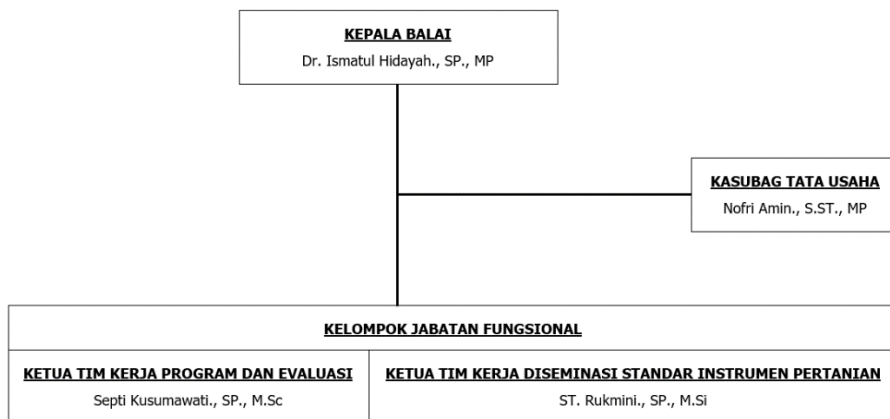 KEPALA BALAI
Dr. Ismatul Hidayah., SP., MP
KASUBAG TATA USAHA
Nofri Amin., S.ST., MP
KELOMPOK JABATAN FUNGSIONAL
KETUA TIM KERJA PROGRAM DAN EVALUASI
Septi Kusumawati., SP., M.Sc
KETUA TIM KERJA DISEMINASI STANDAR INSTRUMEN PERTANIAN
ST. Rukmini., SP., M.Si